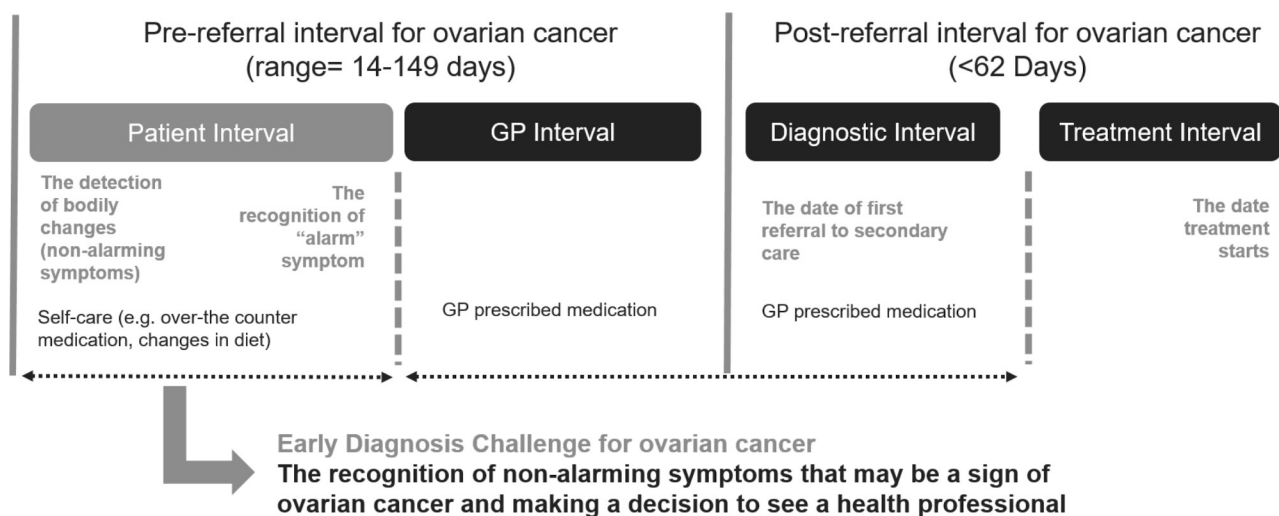 Pre-referral interval for ovarian cancer
(range= 14-149 days)
Post-referral interval for ovarian cancer
(<62 Days)
Patient Interval
GP Interval
Diagnostic Interval
Treatment Interval
The detection
of bodily
changes
(non-alarming
symptoms)
The
recognition of
“alarm”
symptom
The date of first
referral to secondary
care
The date
treatment
starts
Self-care (e.g. over-the counter
medication, changes in diet)
GP prescribed medication
GP prescribed medication
Early Diagnosis Challenge for ovarian cancer
The recognition of non-alarming symptoms that may be a sign of
ovarian cancer and making a decision to see a health professional